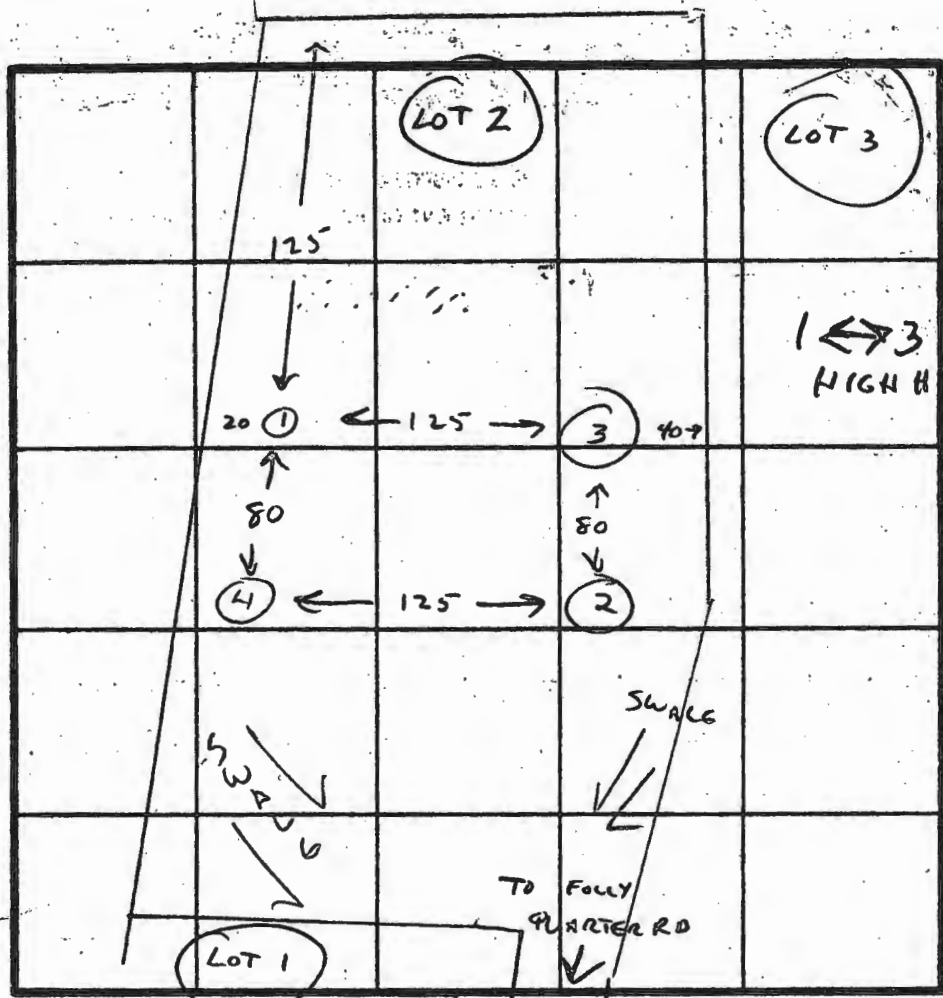 LOT 2
LOT 3
125
1 ↔ 3
HIGH H
20 1 ← 125 → 3 40→
80
80
4 ← 125 → 2
SWALE
SWALE
TO FOLLY
QUARTER RD
LOT 1